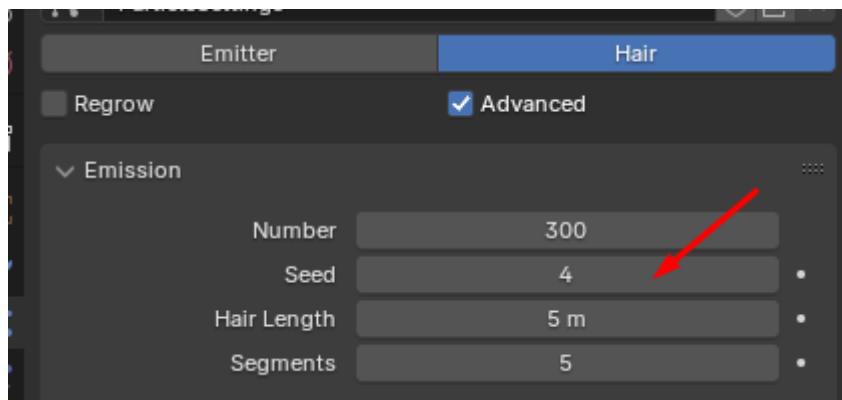 Emitter Hair
Regrow Advanced
Emission
Number 300
Seed 4
Hair Length 5 m
Segments 5